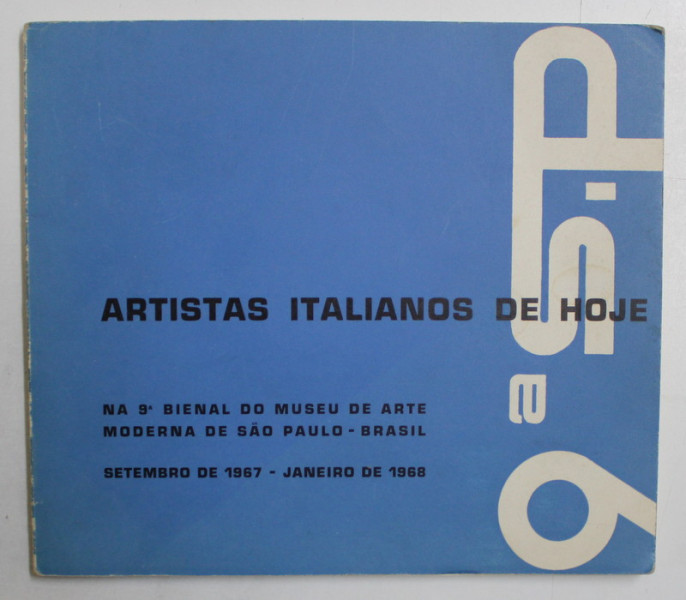 ARTISTAS ITALIANOS DE HOJE
NA 9ª BIENAL DO MUSEU DE ARTE
MODERNA DE SÃO PAULO - BRASIL
SETEMBRO DE 1967 - JANEIRO DE 1968
9ª S.P